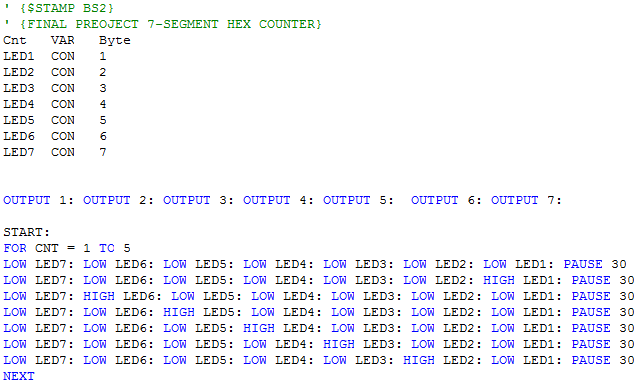 ' {$STAMP BS2}
' {FINAL PREOJECT 7-SEGMENT HEX COUNTER}
Cnt VAR Byte
LED1 CON 1
LED2 CON 2
LED3 CON 3
LED4 CON 4
LED5 CON 5
LED6 CON 6
LED7 CON 7
OUTPUT 1: OUTPUT 2: OUTPUT 3: OUTPUT 4: OUTPUT 5: OUTPUT 6: OUTPUT 7:
START:
FOR CNT = 1 TO 5
LOW LED7: LOW LED6: LOW LED5: LOW LED4: LOW LED3: LOW LED2: LOW LED1: PAUSE 30
LOW LED7: LOW LED6: LOW LED5: LOW LED4: LOW LED3: LOW LED2: HIGH LED1: PAUSE 30
LOW LED7: HIGH LED6: LOW LED5: LOW LED4: LOW LED3: LOW LED2: LOW LED1: PAUSE 30
LOW LED7: LOW LED6: HIGH LED5: LOW LED4: LOW LED3: LOW LED2: LOW LED1: PAUSE 30
LOW LED7: LOW LED6: LOW LED5: HIGH LED4: LOW LED3: LOW LED2: LOW LED1: PAUSE 30
LOW LED7: LOW LED6: LOW LED5: LOW LED4: HIGH LED3: LOW LED2: LOW LED1: PAUSE 30
LOW LED7: LOW LED6: LOW LED5: LOW LED4: LOW LED3: HIGH LED2: LOW LED1: PAUSE 30
NEXT